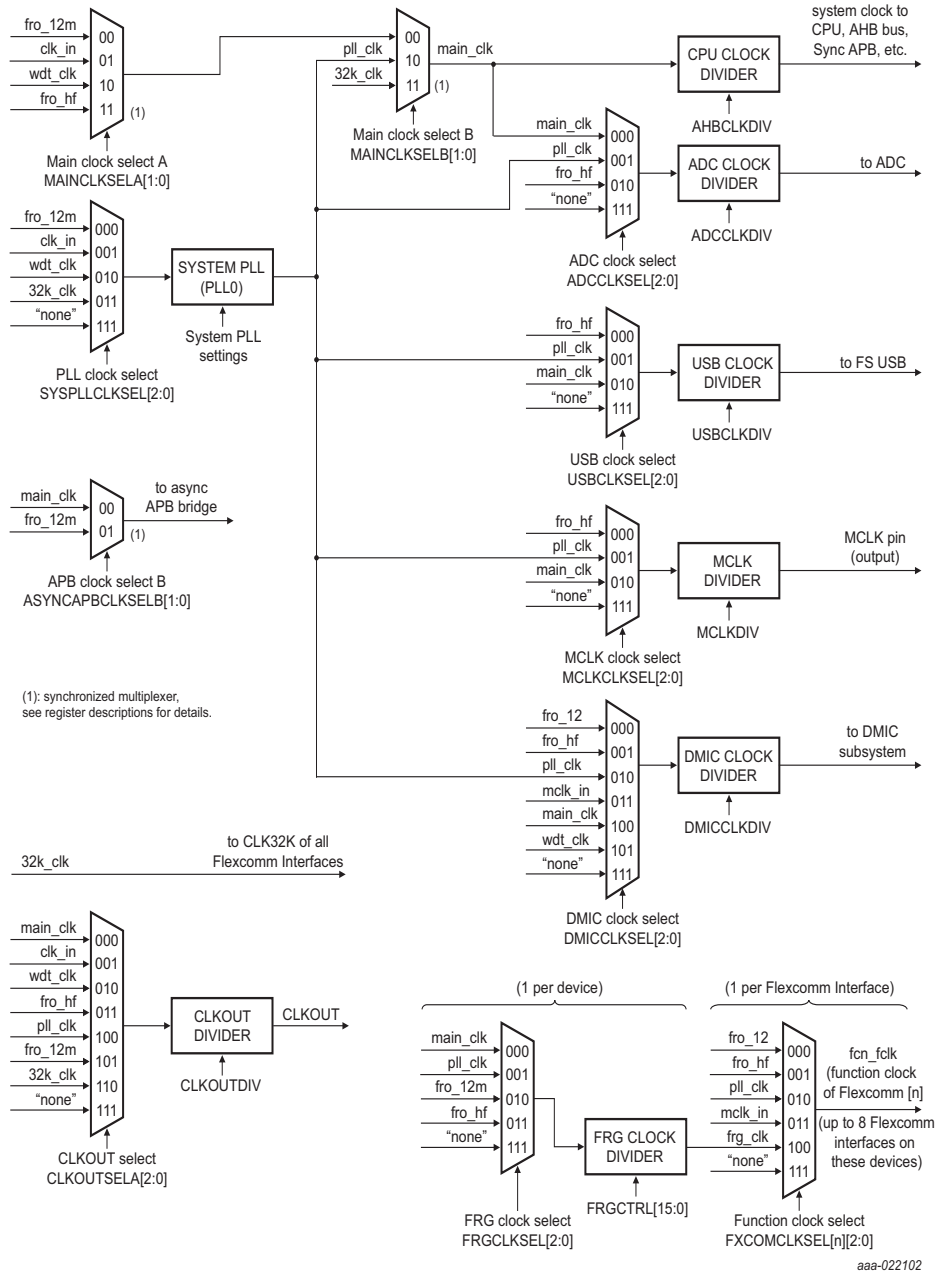 fro_12m
clk_in
wdt_clk
fro_hf
00
01
10
11
(1)
Main clock select A
MAINCLKSELA[1:0]
pll_clk
32k_clk
00
10
11
(1)
main_clk
Main clock select B
MAINCLKSELB[1:0]
CPU CLOCK
DIVIDER
AHBCLKDIV
system clock to
CPU, AHB bus,
Sync APB, etc.
main_clk
pll_clk
fro_hf
"none"
000
001
010
111
ADC clock select
ADCCLKSEL[2:0]
ADC CLOCK
DIVIDER
ADCCLKDIV
to ADC
fro_12m
clk_in
wdt_clk
32k_clk
"none"
000
001
010
011
111
PLL clock select
SYSPLLCLKSEL[2:0]
SYSTEM PLL
(PLL0)
System PLL
settings
fro_hf
pll_clk
main_clk
"none"
000
001
010
111
USB clock select
USBCLKSEL[2:0]
USB CLOCK
DIVIDER
USBCLKDIV
to FS USB
main_clk
fro_12m
00
01
(1)
to async
APB bridge
APB clock select B
ASYNCAPBCLKSELB[1:0]
fro_hf
pll_clk
main_clk
"none"
000
001
010
111
MCLK clock select
MCLKCLKSEL[2:0]
MCLK
DIVIDER
MCLKDIV
MCLK pin
(output)
(1): synchronized multiplexer,
see register descriptions for details.
fro_12
fro_hf
pll_clk
mclk_in
main_clk
wdt_clk
"none"
000
001
010
011
100
101
111
DMIC clock select
DMICCLKSEL[2:0]
DMIC CLOCK
DIVIDER
DMICCLKDIV
to DMIC
subsystem
32k_clk
to CLK32K of all
Flexcomm Interfaces
main_clk
clk_in
wdt_clk
fro_hf
pll_clk
fro_12m
32k_clk
"none"
000
001
010
011
100
101
110
111
CLKOUT select
CLKOUTSELA[2:0]
CLKOUT
DIVIDER
CLKOUTDIV
CLKOUT
(1 per device)
main_clk
pll_clk
fro_12m
fro_hf
"none"
000
001
010
011
111
FRG clock select
FRGCLKSEL[2:0]
FRG CLOCK
DIVIDER
FRGCTRL[15:0]
(1 per Flexcomm Interface)
fro_12
fro_hf
pll_clk
mclk_in
frg_clk
"none"
000
001
010
011
100
111
Function clock select
FXCOMCLKSEL[n][2:0]
fcn_fclk
(function clock
of Flexcomm [n]
(up to 8 Flexcomm
interfaces on
these devices)
aaa-022102